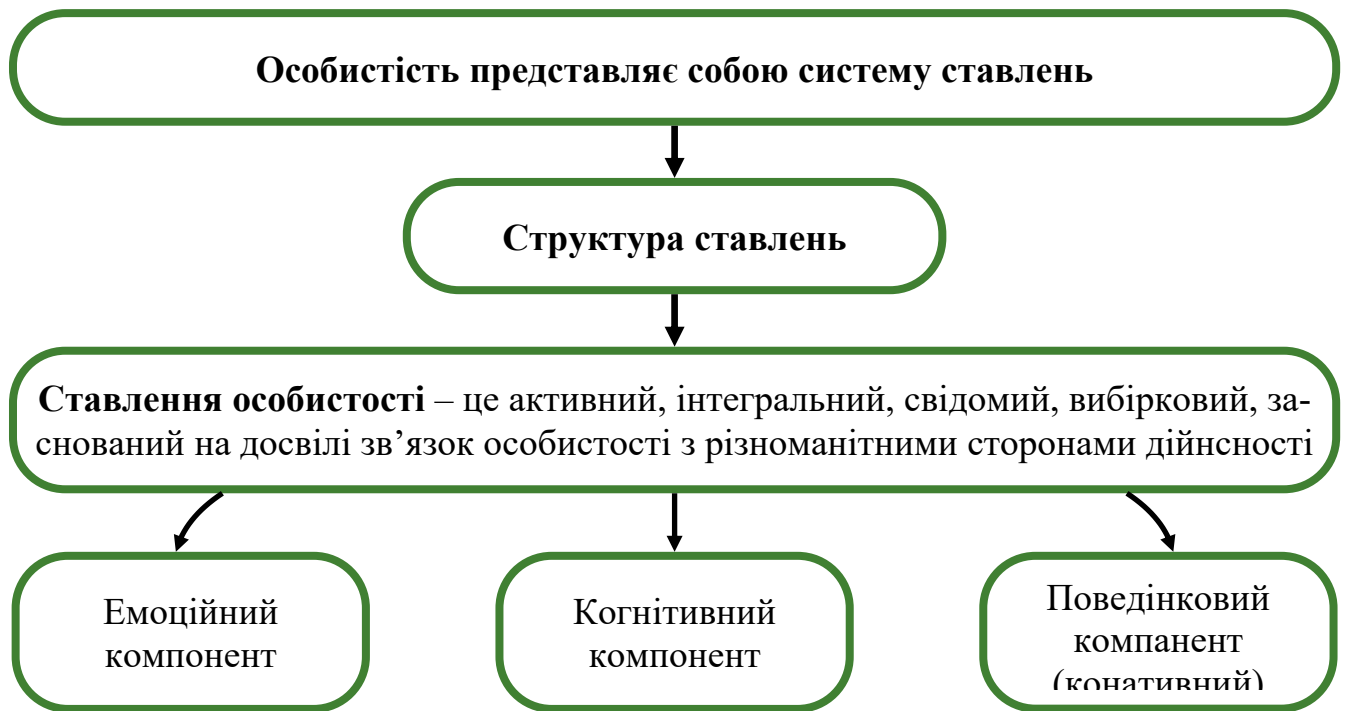 Особистість представляє собою систему ставлень
Структура ставлень
Ставлення особистості – це активний, інтегральний, свідомий, вибірковий, за-
снований на досвілі зв’язок особистості з різноманітними сторонами дійнсності
Емоційний
компонент
Когнітивний
компонент
Поведінковий
компанент
(конативний)